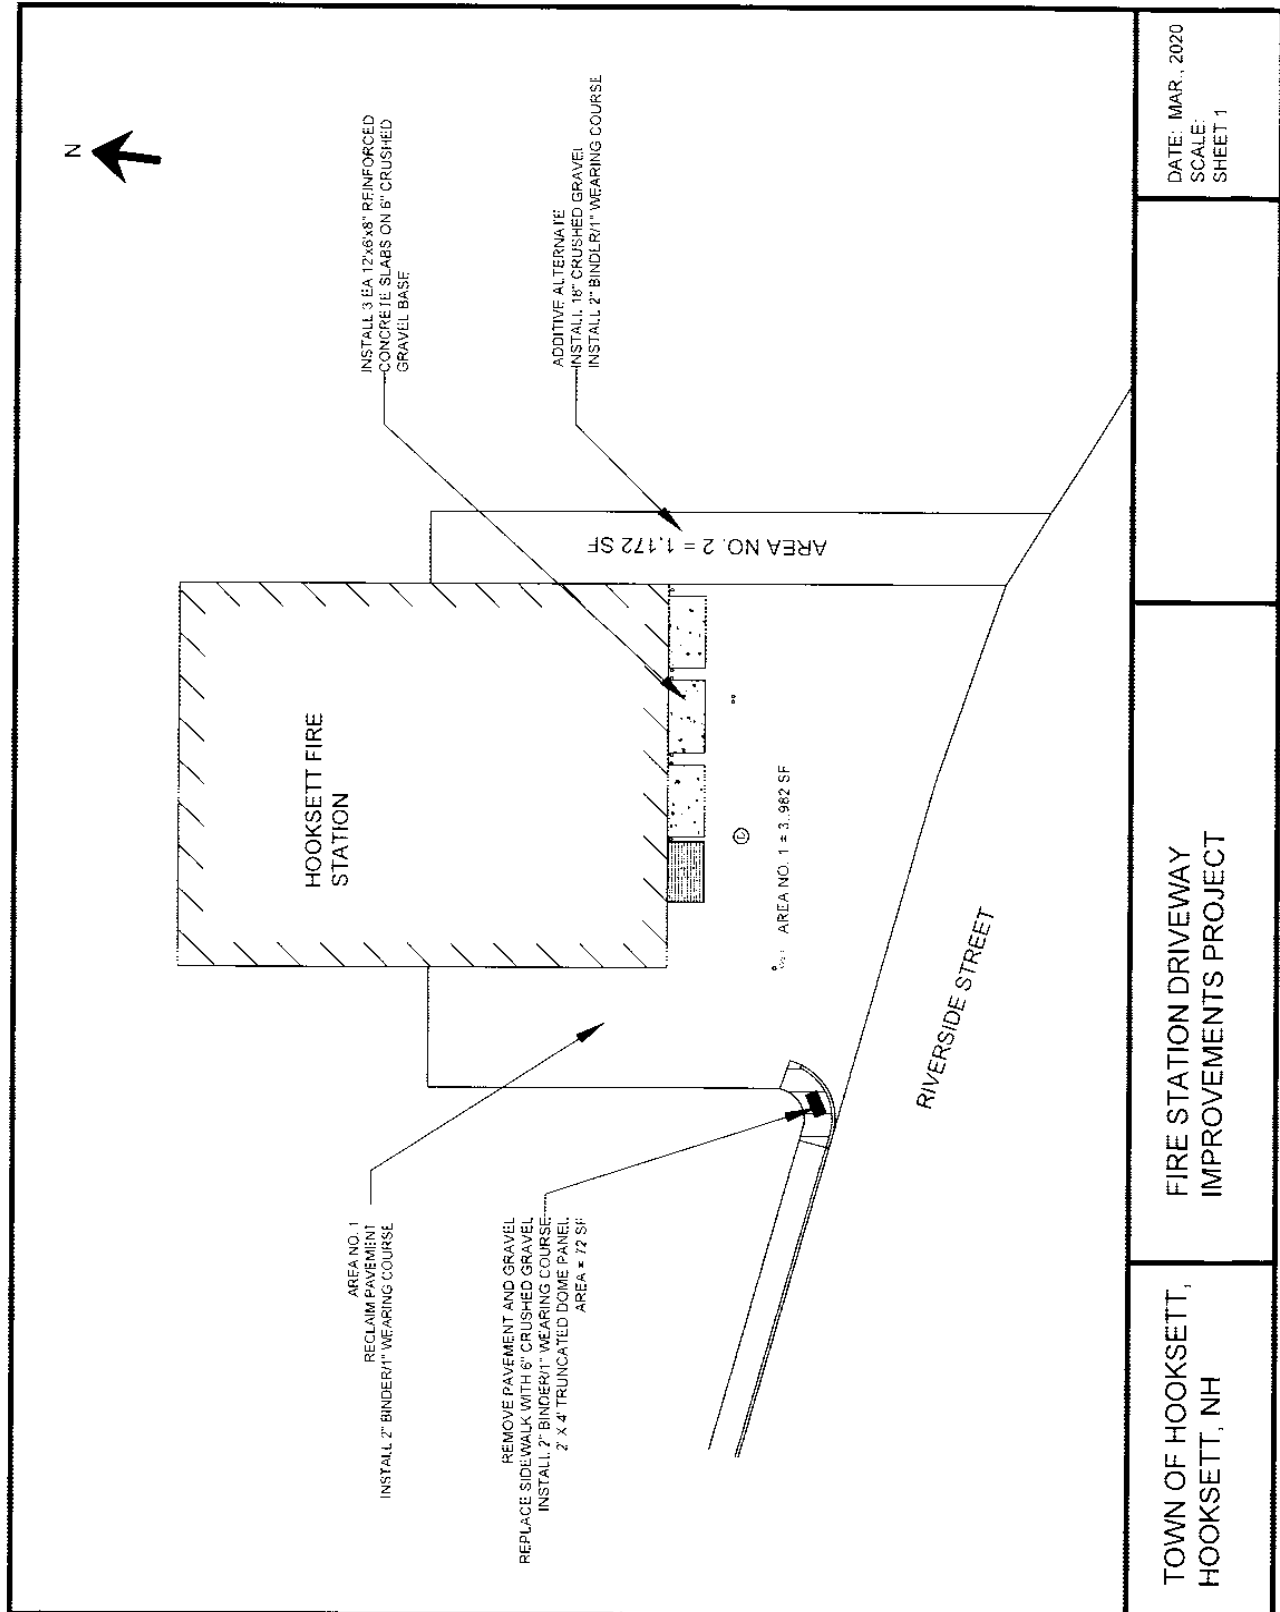 N
INSTALL 3 EA 12'x6'x8" REINFORCED
CONCRETE SLABS ON 6" CRUSHED
GRAVEL BASE
ADDITIVE ALTERNATE
INSTALL 18" CRUSHED GRAVEL
INSTALL 2" BINDER/1" WEARING COURSE
HOOKSETT FIRE
STATION
AREA NO. 2 = 1,172 SF
AREA NO. 1 = 3,982 SF
D
RIVERSIDE STREET
AREA NO. 1
RECLAIM PAVEMENT
INSTALL 2" BINDER/1" WEARING COURSE
REMOVE PAVEMENT AND GRAVEL
REPLACE SIDEWALK WITH 6" CRUSHED GRAVEL
INSTALL 2" BINDER/1" WEARING COURSE
2' X 4' TRUNCATED DOME PANEL
AREA = 72 SF
TOWN OF HOOKSETT,
HOOKSETT, NH
FIRE STATION DRIVEWAY
IMPROVEMENTS PROJECT
DATE: MAR., 2020
SCALE:
SHEET 1